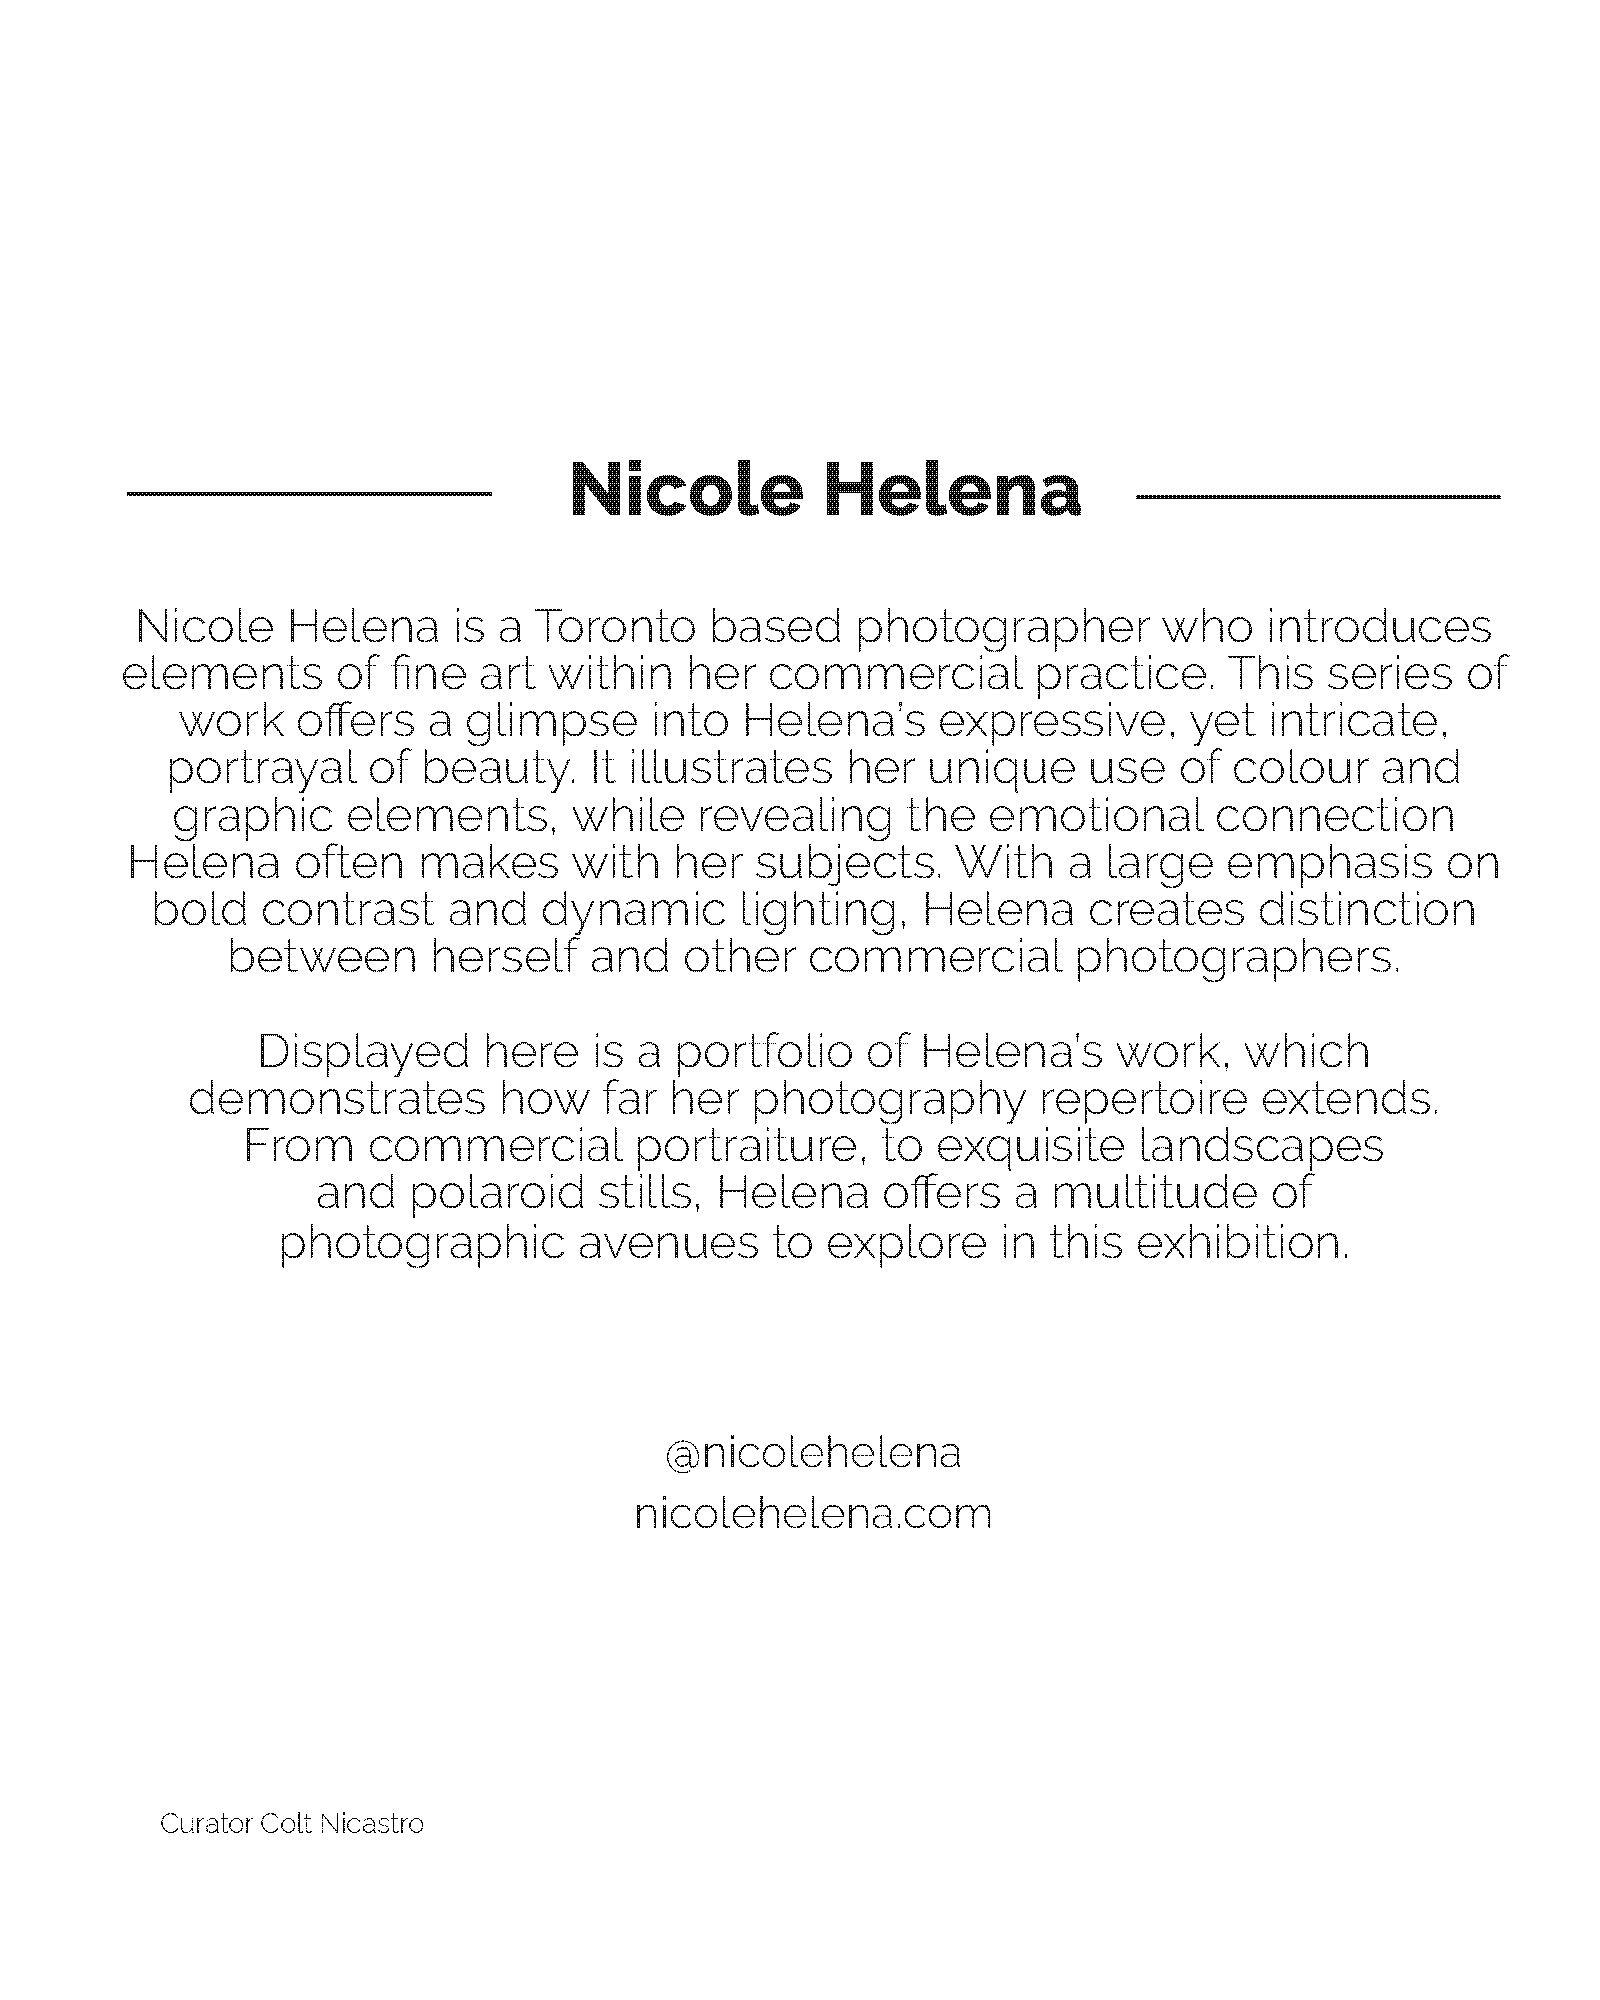 Nicole Helena
Nicole Helena is a Toronto based photographer who introduces
elements of fine art within her commercial practice. This series of
work offers a glimpse into Helena's expressive, yet intricate,
portrayal of beauty. It illustrates her unique use of colour and
graphic elements, while revealing the emotional connection
Helena often makes with her subjects. With a large emphasis on
bold contrast and dynamic lighting, Helena creates distinction
between herself and other commercial photographers.
Displayed here is a portfolio of Helena's work, which
demonstrates how far her photography repertoire extends.
From commercial portraiture, to exquisite landscapes
and polaroid stills, Helena offers a multitude of
photographic avenues to explore in this exhibition.
@nicolehelena
nicolehelena.com
Curator Colt Nicastro